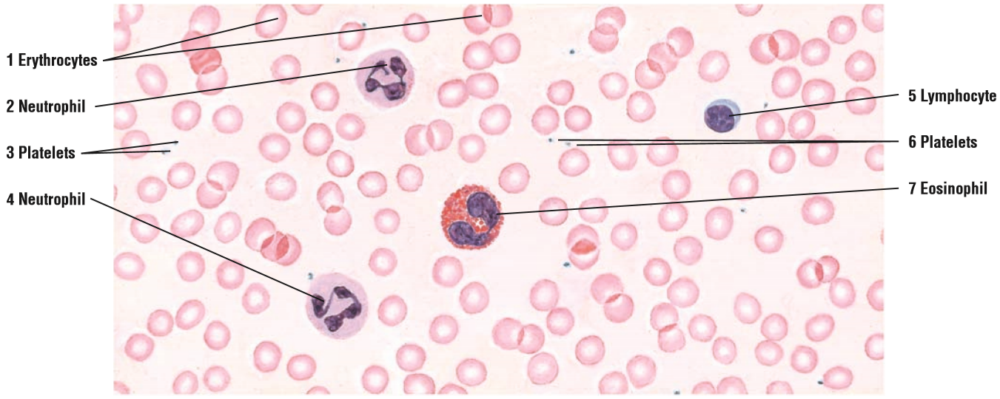 1 Erythrocytes
2 Neutrophil
3 Platelets
4 Neutrophil
5 Lymphocyte
6 Platelets
7 Eosinophil